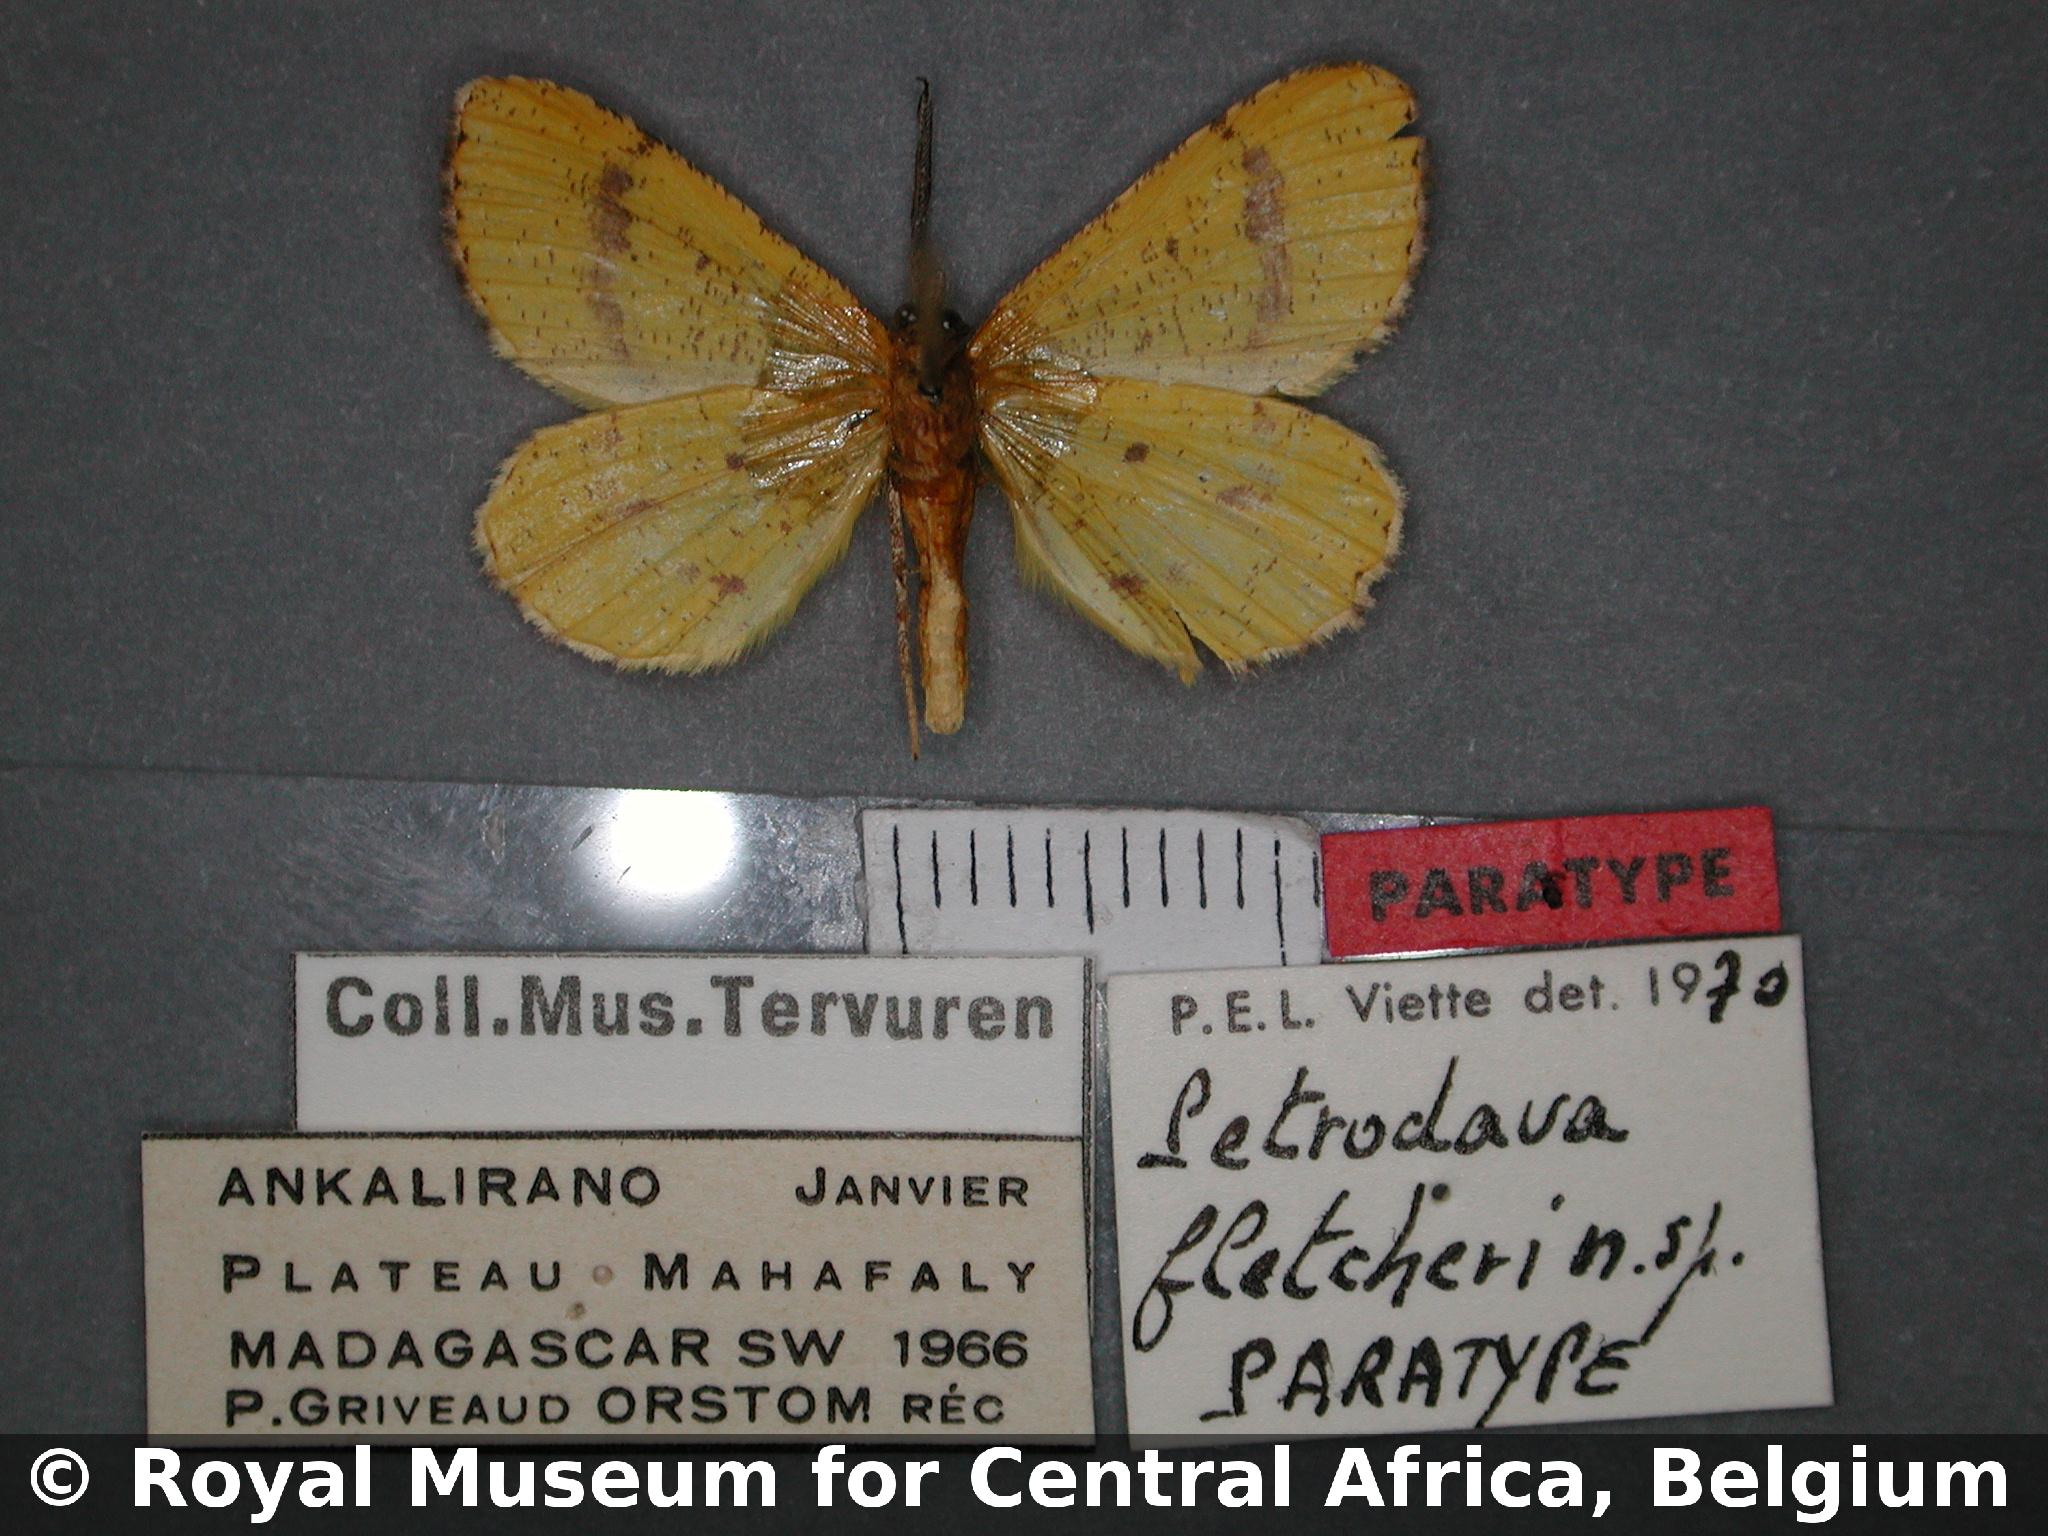 PARATYPE
Coll.Mus.Tervuren
P.E.L. Viette det. 1970
Petrodava
fletcheri n.sp.
PARATYPE
ANKALIRANO JANVIER
PLATEAU MAHAFALY
MADAGASCAR SW 1966
P.GRIVEAUD ORSTOM RÉC
© Royal Museum for Central Africa, Belgium